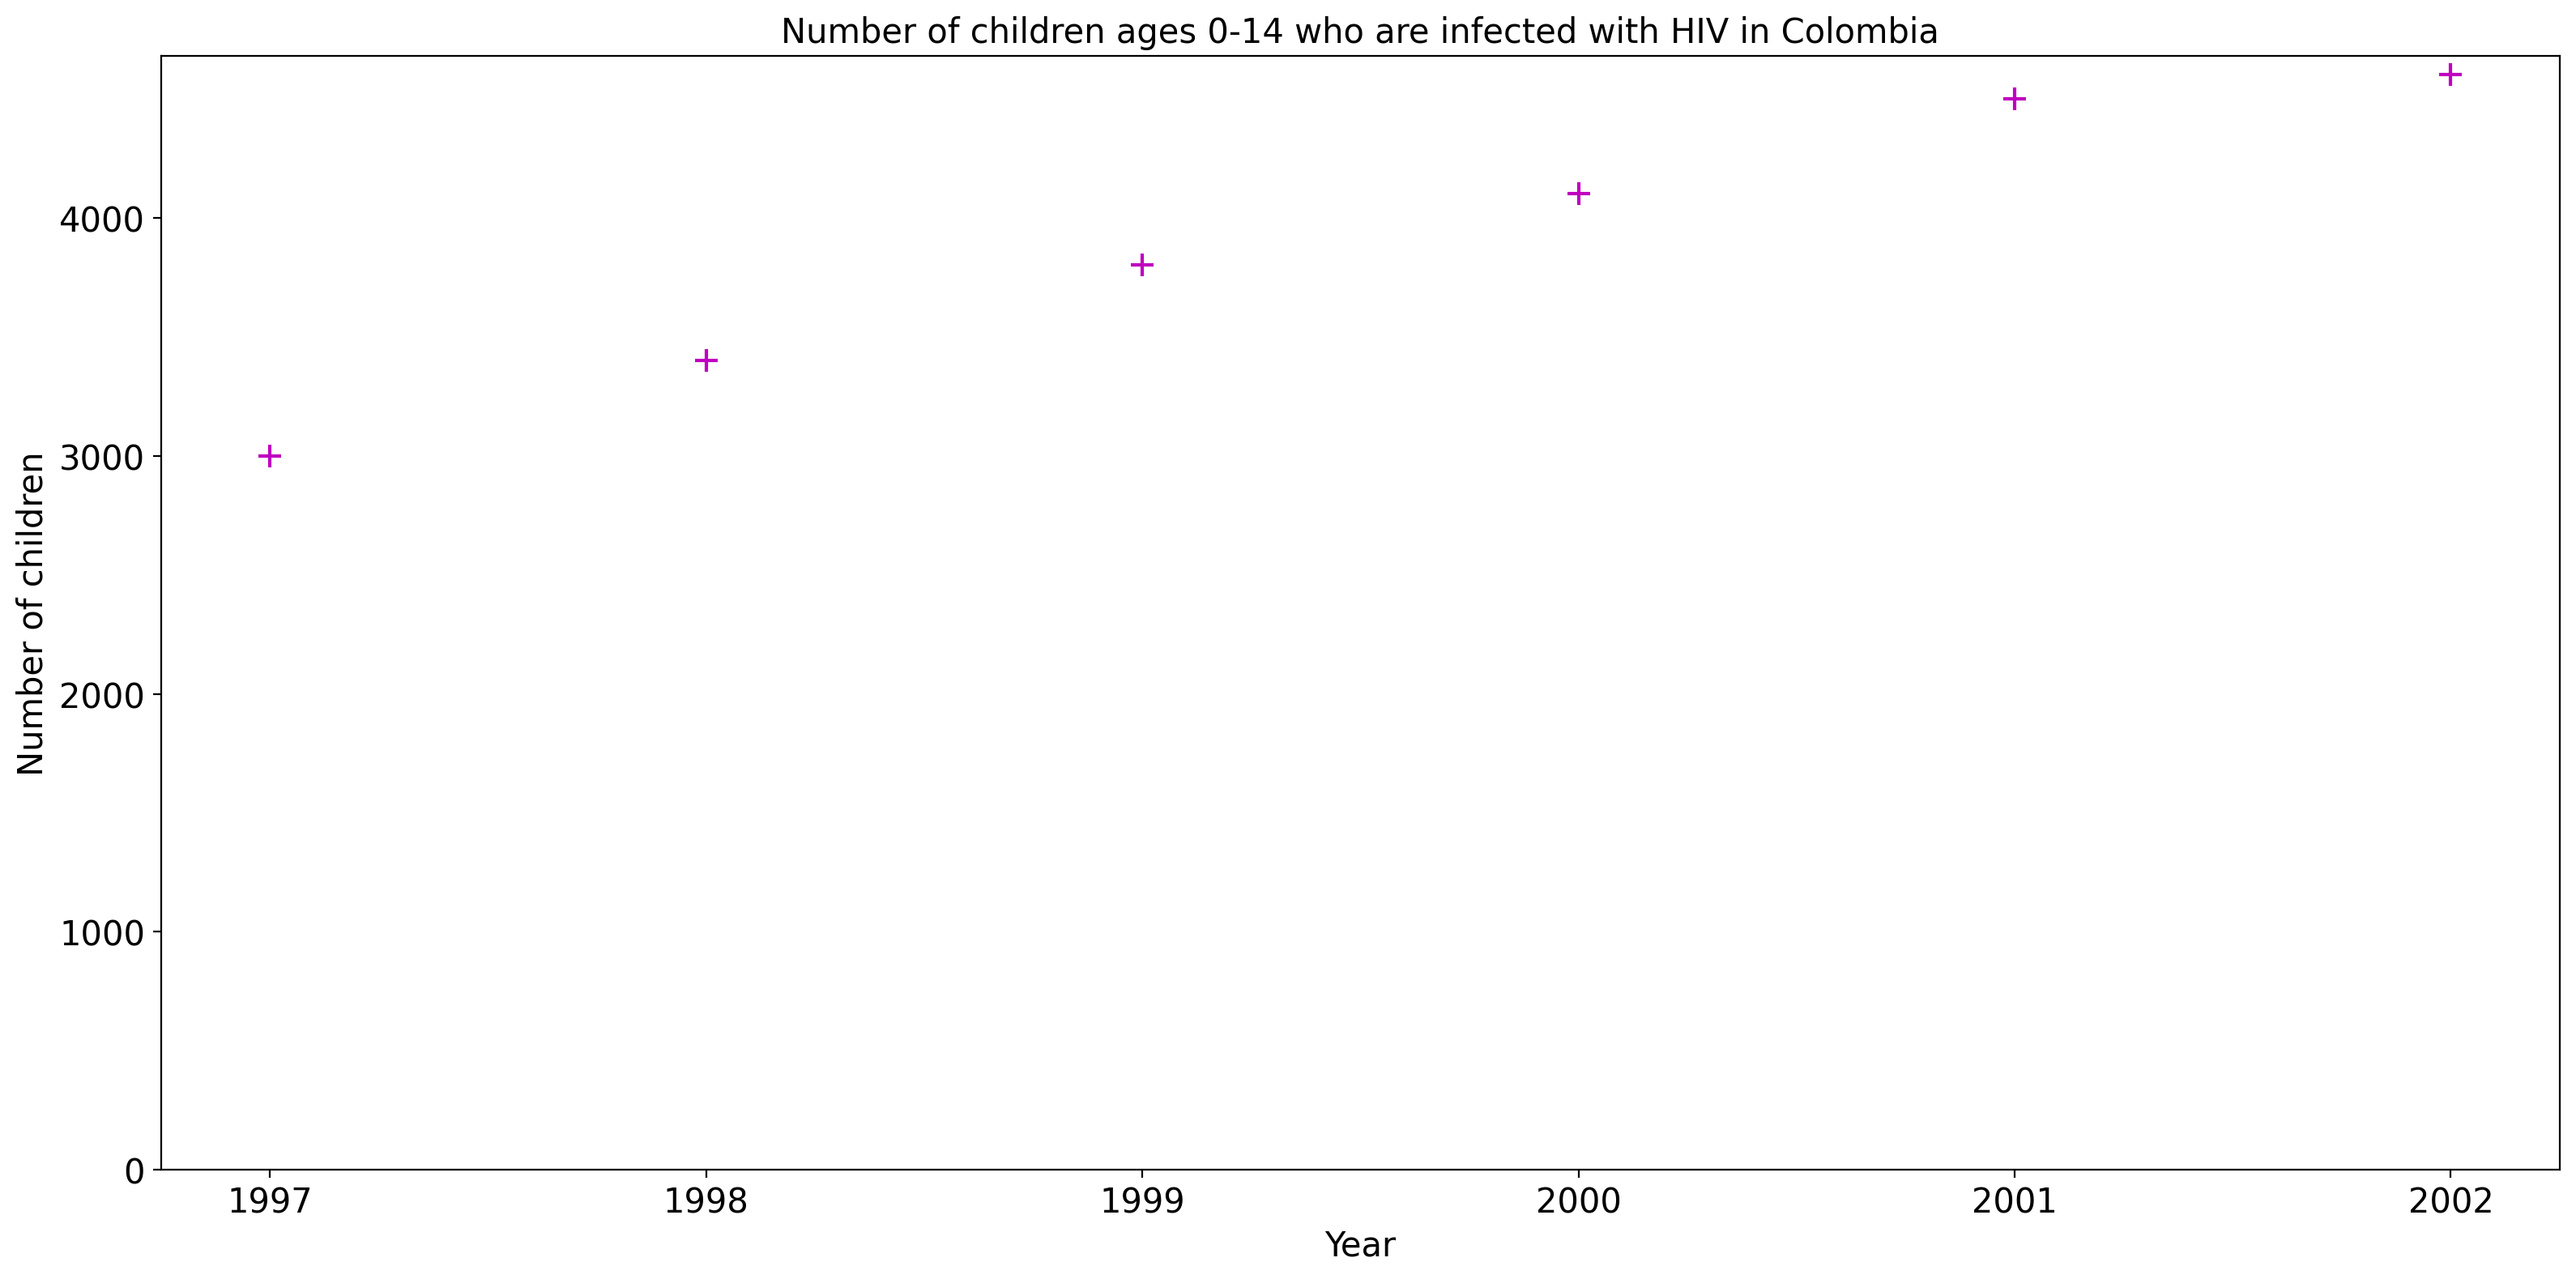 Number of children ages 0-14 who are infected with HIV in Colombia
Number of children
4000
3000
2000
1000
0
1997 1998 1999 2000 2001 2002
Year